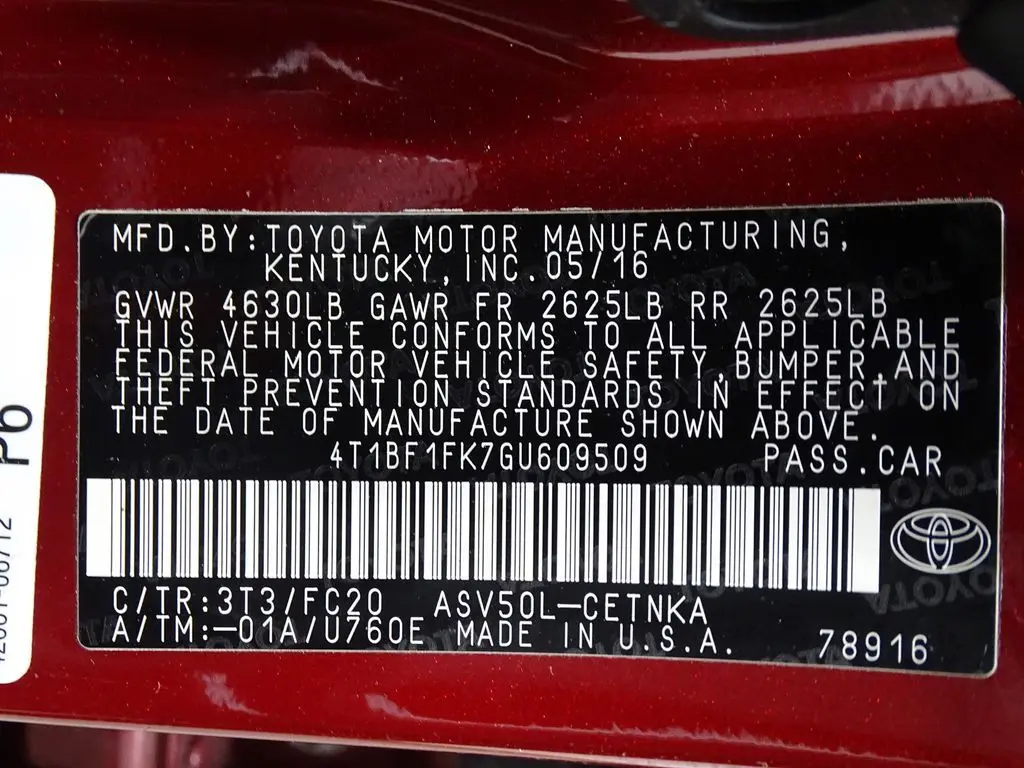 MFD.BY:TOYOTA MOTOR MANUFACTURING,
KENTUCKY,INC.05/16
GVWR 4630LB GAWR FR 2625LB RR 2625LB
THIS VEHICLE CONFORMS TO ALL APPLICABLE
FEDERAL MOTOR VEHICLE SAFETY,BUMPER,AND
THEFT PREVENTION STANDARDS IN EFFECT ON
THE DATE OF MANUFACTURE SHOWN ABOVE.
4T1BF1FK7GU609509 PASS.CAR
C/TR:3T3/FC20 ASV50L-CETNKA
A/TM:-01A/U760E MADE IN U.S.A. 78916
P6